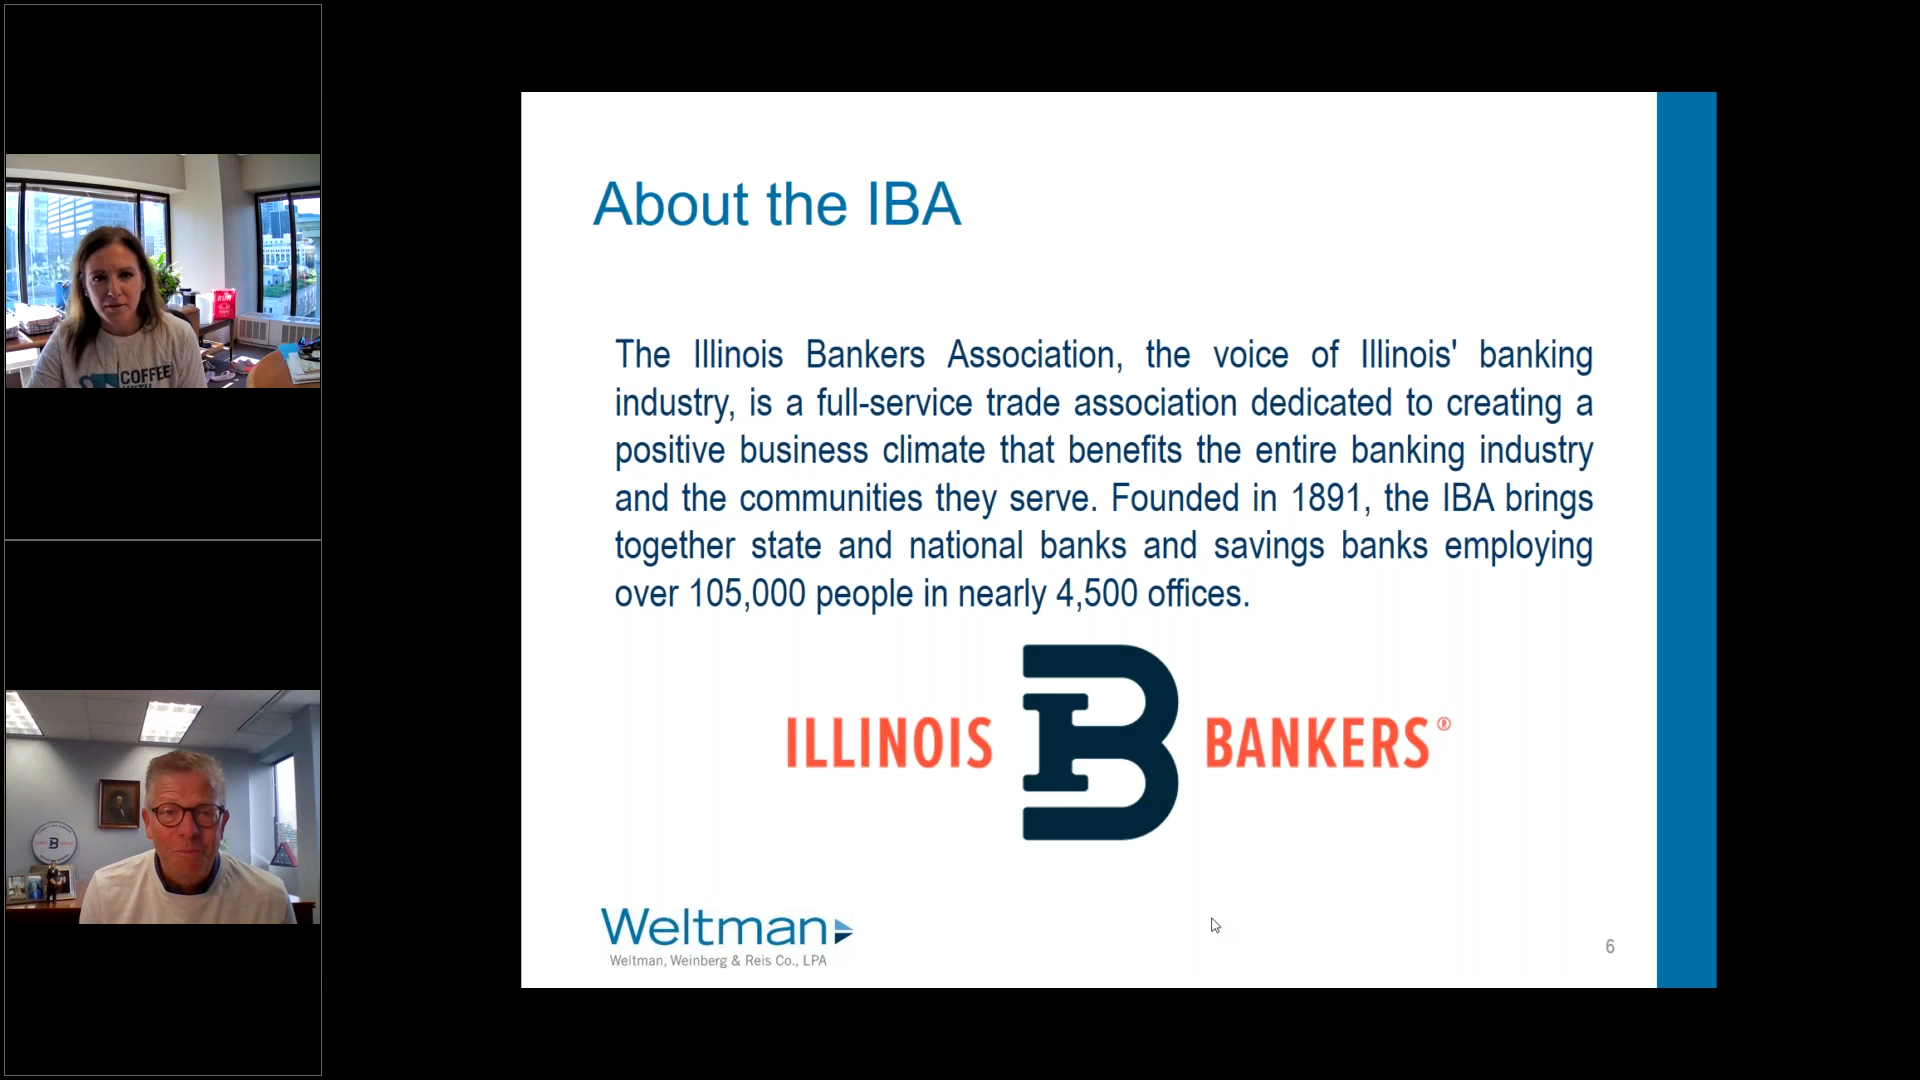 RUN
COFFEE
WITH
About the IBA
The Illinois Bankers Association, the voice of Illinois' banking
industry, is a full-service trade association dedicated to creating a
positive business climate that benefits the entire banking industry
and the communities they serve. Founded in 1891, the IBA brings
together state and national banks and savings banks employing
over 105,000 people in nearly 4,500 offices.
ILLINOIS B BANKERS®
Weltman
Weltman, Weinberg & Reis Co., LPA
6